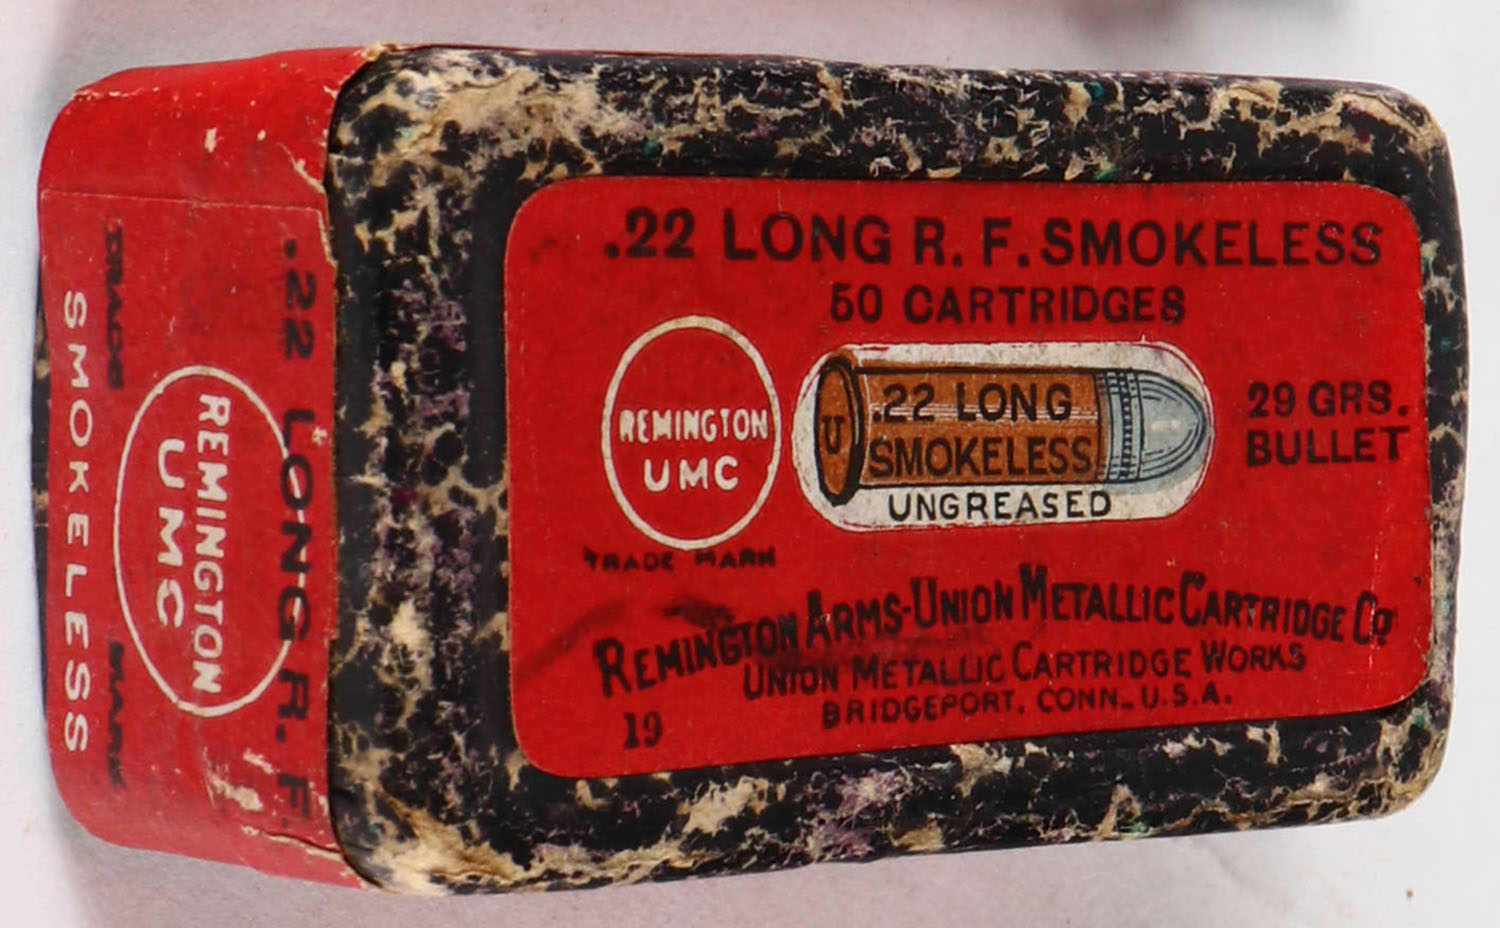 .22 LONG R. F. SMOKELESS
50 CARTRIDGES
REMINGTON
UMC
TRADE MARK
U
.22 LONG
SMOKELESS
UNGREASED
29 GRS.
BULLET
REMINGTON ARMS-UNION METALLIC CARTRIDGE CO.
UNION METALLIC CARTRIDGE WORKS
BRIDGEPORT, CONN., U.S.A.
19
.22 LONG R. F.
REMINGTON
UMC
TRADE MARK
SMOKELESS